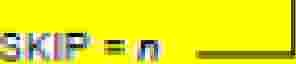 SKIP = n